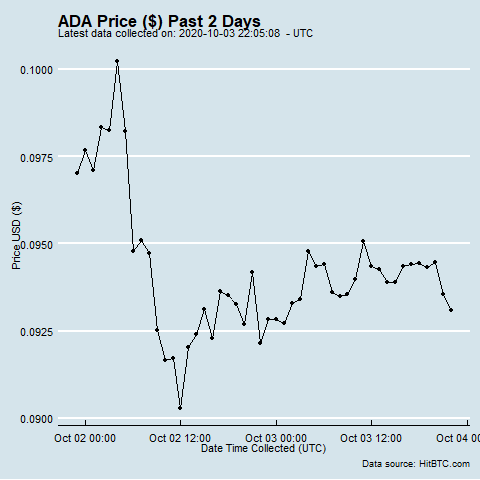 ADA Price ($) Past 2 Days
Latest data collected on: 2020-10-03 22:05:08 - UTC
0.1000
0.0975
0.0950
0.0925
0.0900
Price USD ($)
Oct 02 00:00 Oct 02 12:00 Oct 03 00:00 Oct 03 12:00 Oct 04 0
Date Time Collected (UTC)
Data source: HitBTC.com